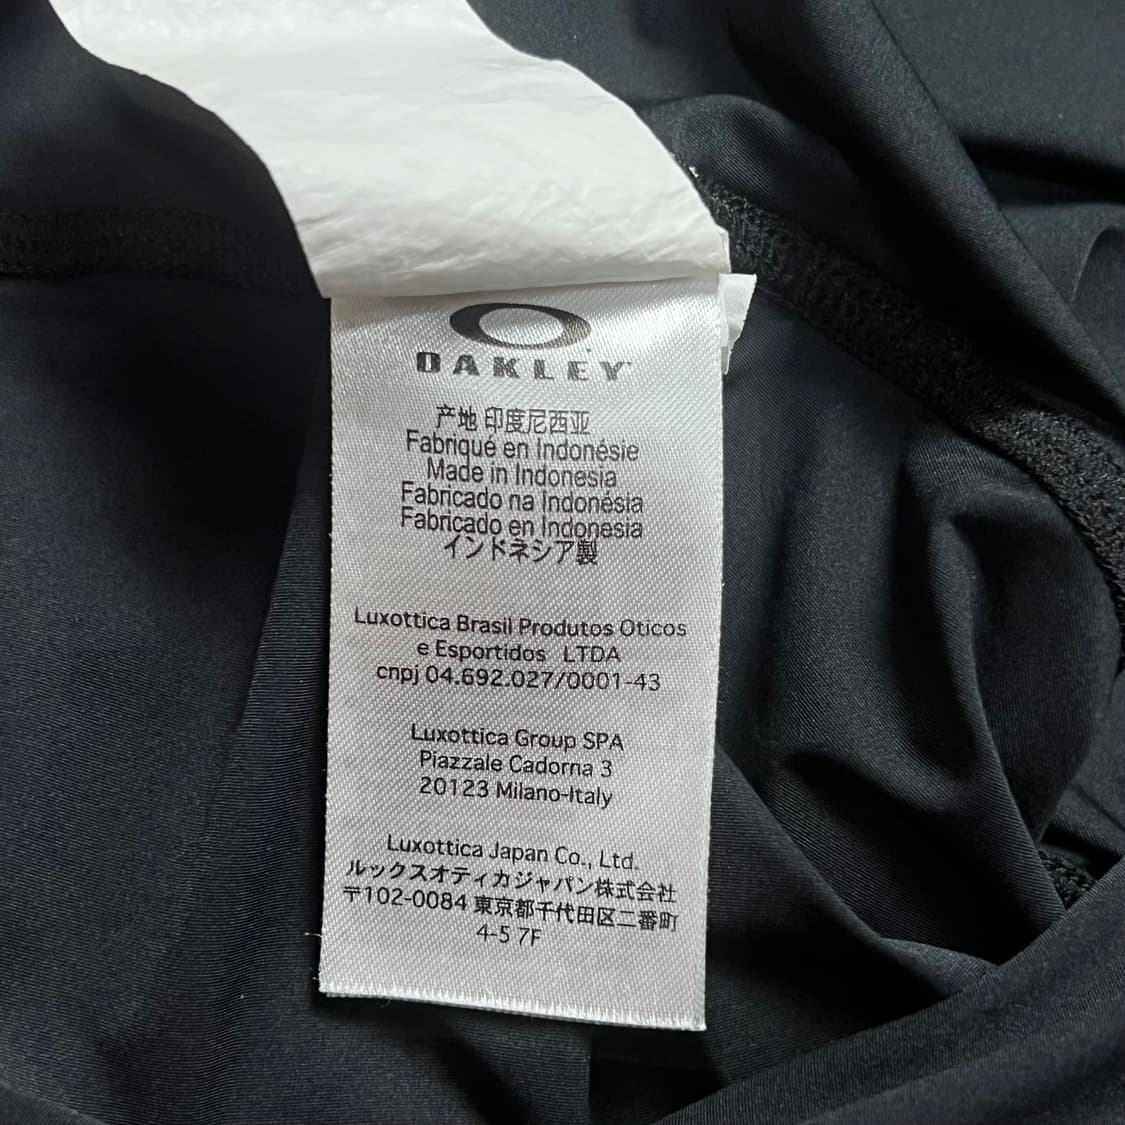 OAKLEY™
产地 印度尼西亚
Fabriqué en Indonésie
Made in Indonesia
Fabricado na Indonésia
Fabricado en Indonesia
インドネシア製
Luxottica Brasil Produtos Oticos
e Esportidos LTDA
cnpj 04.692.027/0001-43
Luxottica Group SPA
Piazzale Cadorna 3
20123 Milano-Italy
Luxottica Japan Co., Ltd.
ルックスオティカジャパン株式会社
〒102-0084 東京都千代田区二番町
4-5 7F